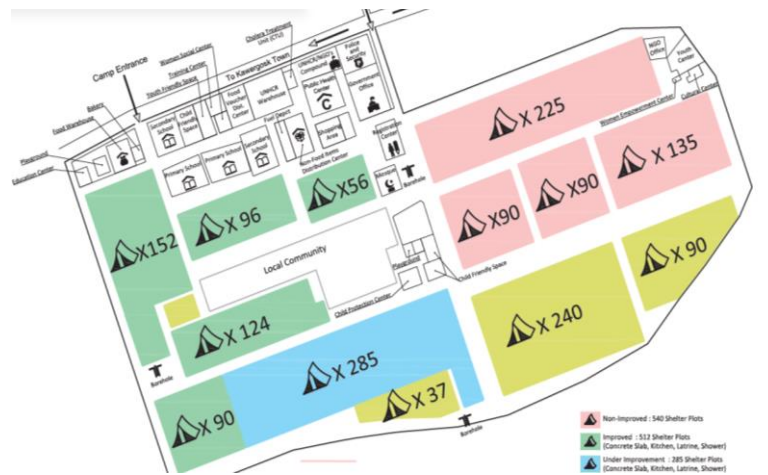 Cholera Treatment
Unit (CTU)
Women Social Center
Training Center
Youth Friendly Space
Camp Entrance
To Kawergosk Town
Bakery
Food Warehouse
Playground
Education Center
Secondary
School
Child
Friendly
Space
Food
Voucher
Dist.
Center
UNHCR
Warehouse
UNHCR/NGO's
Compound
Police
and
Security
Public Health
Center
Government
Office
Primary School
Primary School
Secondary
School
Fuel Depot
Non-Food Items
Distribution Center
Shopping
Area
Registration
Center
Mosque
Borehole
NGO
Office
Youth
Center
Cultural Center
Women Empowerment Center
X 225
X 135
X90
X90
X 90
X 240
X152
X 96
X56
Local Community
Playground
Child Friendly Space
Child Protection Center
X 124
Borehole
X 285
X 90
X 37
Borehole
Non-Improved : 540 Shelter Plots
Improved : 512 Shelter Plots
(Concrete Slab, Kitchen, Latrine, Shower)
Under Improvement : 285 Shelter Plots
(Concrete Slab, Kitchen, Latrine, Shower)